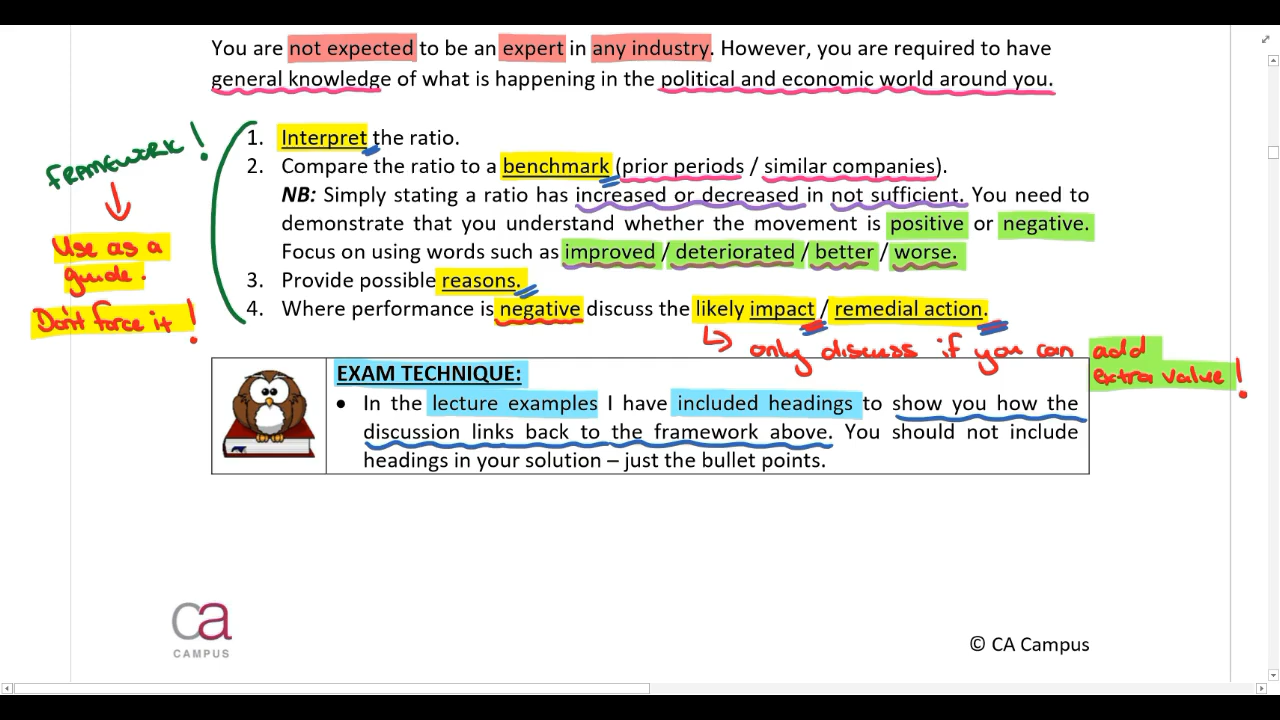 You are not expected to be an expert in any industry. However, you are required to have
general knowledge of what is happening in the political and economic world around you.
FRAMEWORK!
Use as a
guide.
Don't force it!
1. Interpret the ratio.
2. Compare the ratio to a benchmark (prior periods / similar companies).
NB: Simply stating a ratio has increased or decreased in not sufficient. You need to
demonstrate that you understand whether the movement is positive or negative.
Focus on using words such as improved / deteriorated / better / worse.
3. Provide possible reasons.
4. Where performance is negative discuss the likely impact / remedial action.
only discuss if you can add
extra value!
EXAM TECHNIQUE:
• In the lecture examples I have included headings to show you how the
discussion links back to the framework above. You should not include
headings in your solution – just the bullet points.
ca
CAMPUS
© CA Campus